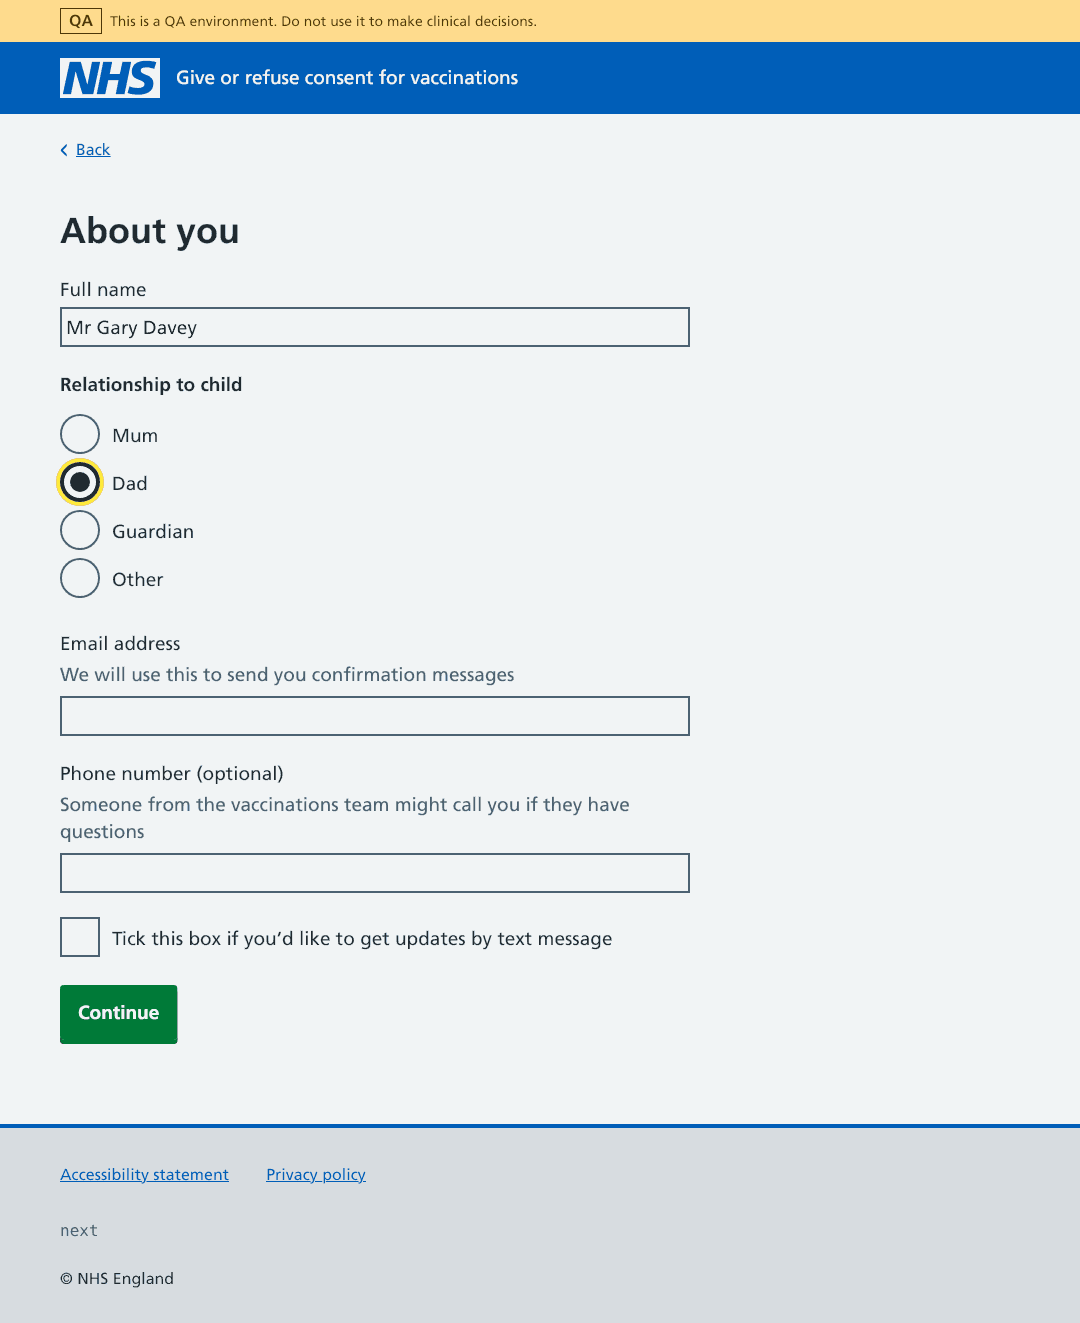 QA This is a QA environment. Do not use it to make clinical decisions.
NHS Give or refuse consent for vaccinations
Back
About you
Full name
Mr Gary Davey
Relationship to child
Mum
Dad
Guardian
Other
Email address
We will use this to send you confirmation messages
Phone number (optional)
Someone from the vaccinations team might call you if they have
questions
Tick this box if you’d like to get updates by text message
Continue
Accessibility statement Privacy policy
next
© NHS England